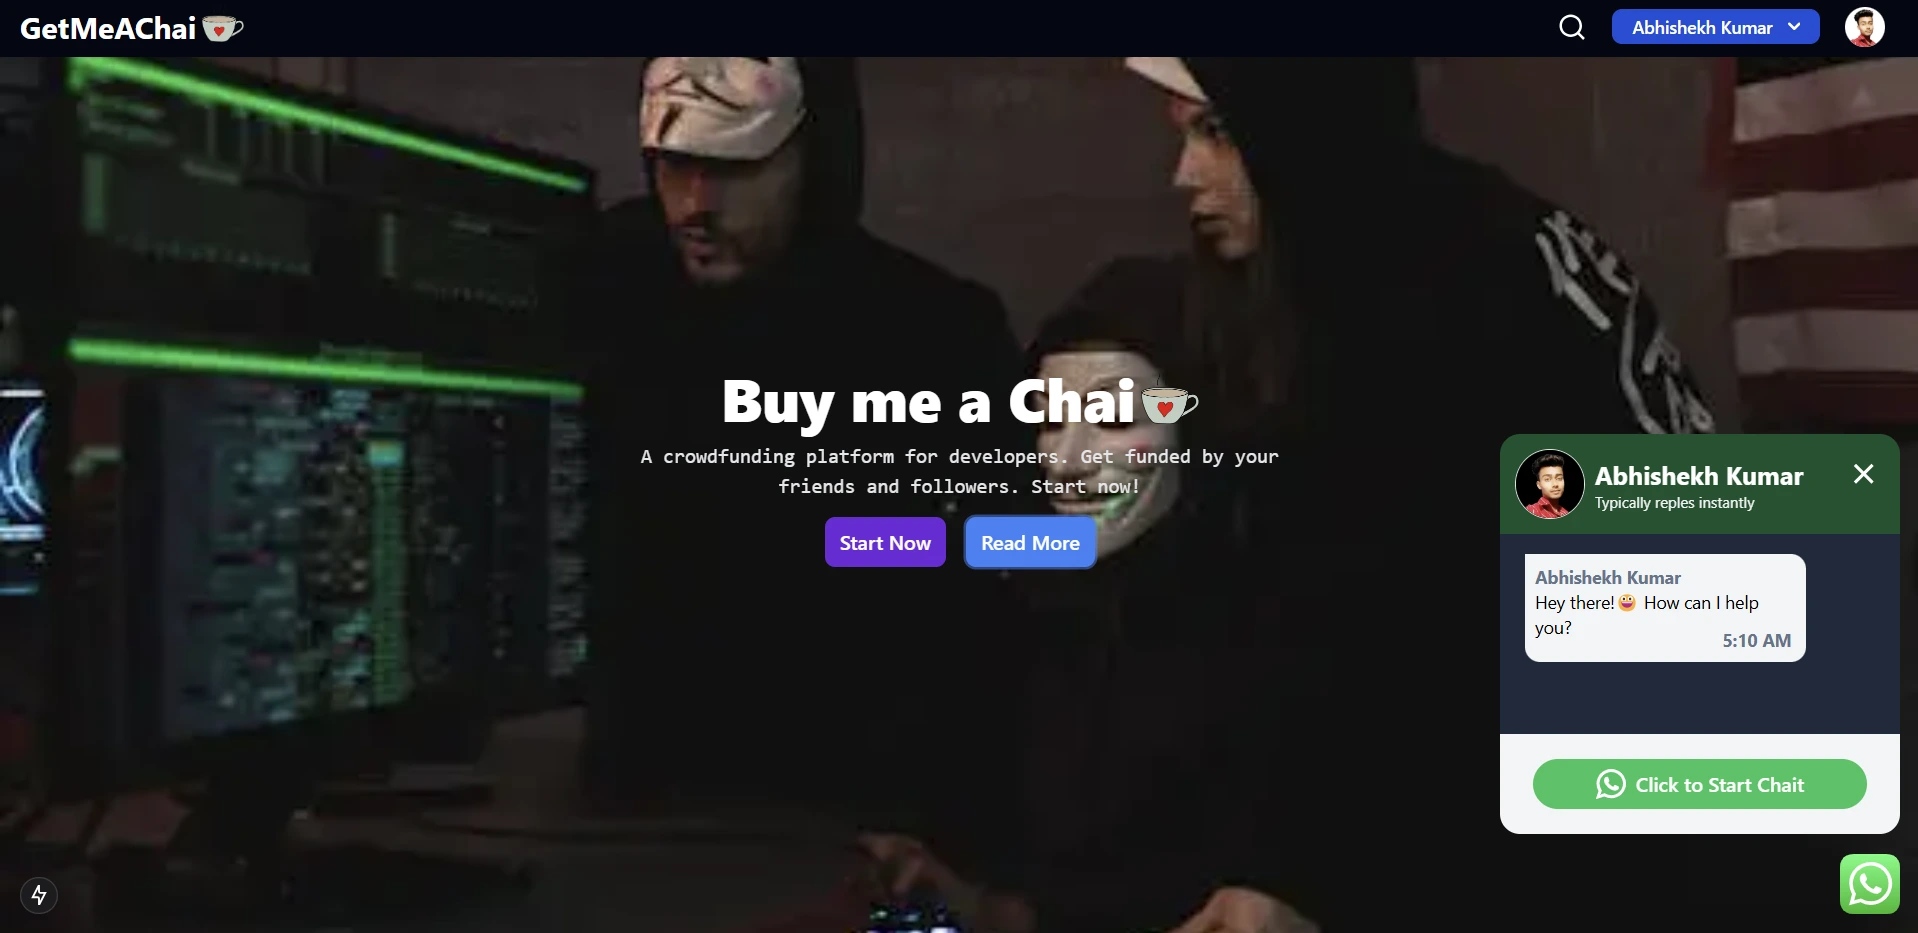 GetMeAChai
Abhishekh Kumar
Buy me a Chai
A crowdfunding platform for developers. Get funded by your
friends and followers. Start now!
Start Now
Read More
Abhishekh Kumar
Typically reples instantly
Abhishekh Kumar
Hey there!😀 How can I help
you?
5:10 AM
Click to Start Chait